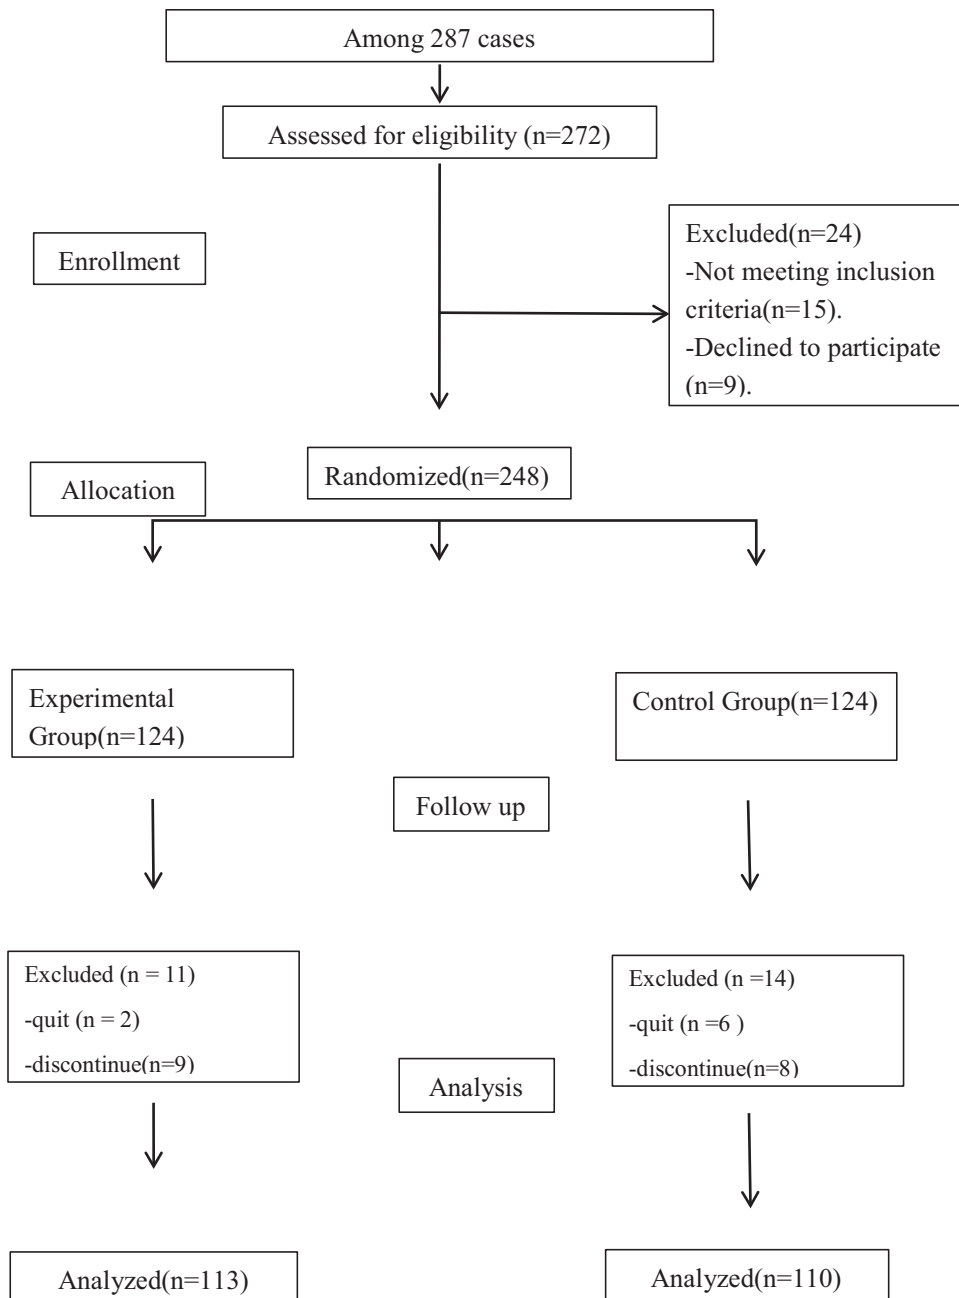 Among 287 cases
Assessed for eligibility (n=272)
Excluded(n=24)
-Not meeting inclusion
criteria(n=15).
-Declined to participate
(n=9).
Enrollment
Randomized(n=248)
Allocation
Experimental
Group(n=124)
Control Group(n=124)
Follow up
Excluded (n = 11)
-quit (n = 2)
-discontinue(n=9)
Excluded (n =14)
-quit (n =6 )
-discontinue(n=8)
Analysis
Analyzed(n=113)
Analyzed(n=110)